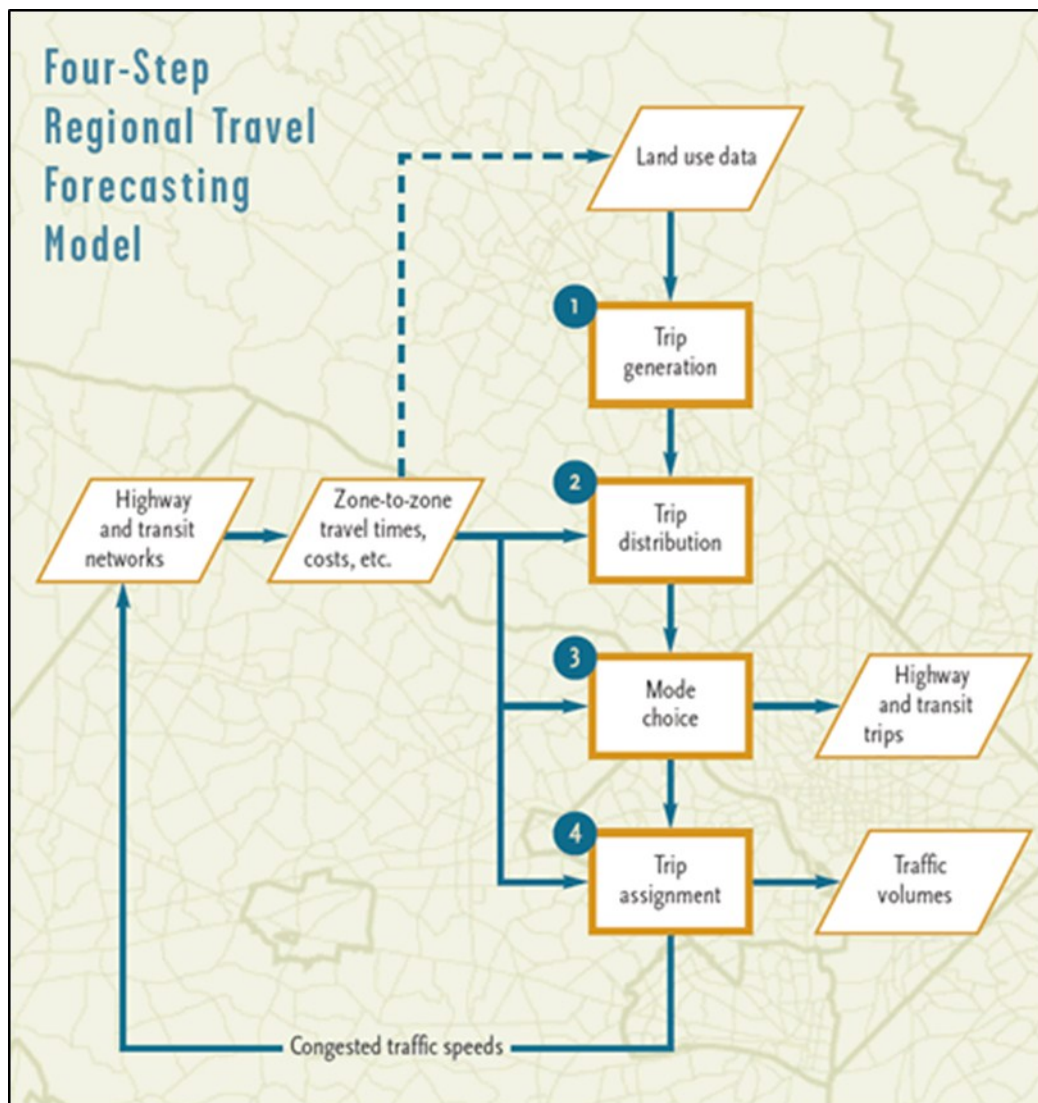 Four-Step
Regional Travel
Forecasting
Model
Land use data
1
Trip
generation
2
Trip
distribution
Highway
and transit
networks
Zone-to-zone
travel times,
costs, etc.
3
Mode
choice
Highway
and transit
trips
4
Trip
assignment
Traffic
volumes
Congested traffic speeds